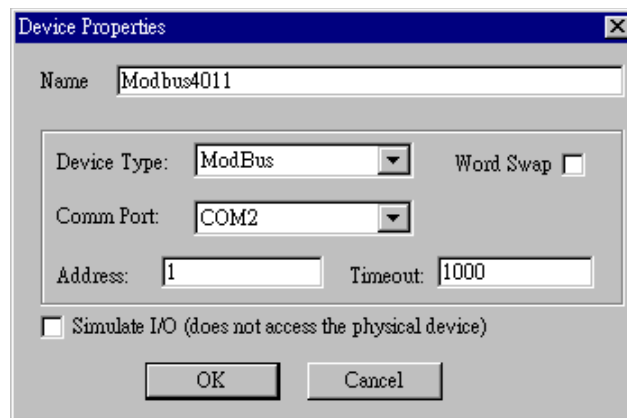 Device Properties
Name Modbus4011
Device Type: ModBus Word Swap
Comm Port: COM2
Address: 1 Timeout: 1000
Simulate I/O (does not access the physical device)
OK Cancel